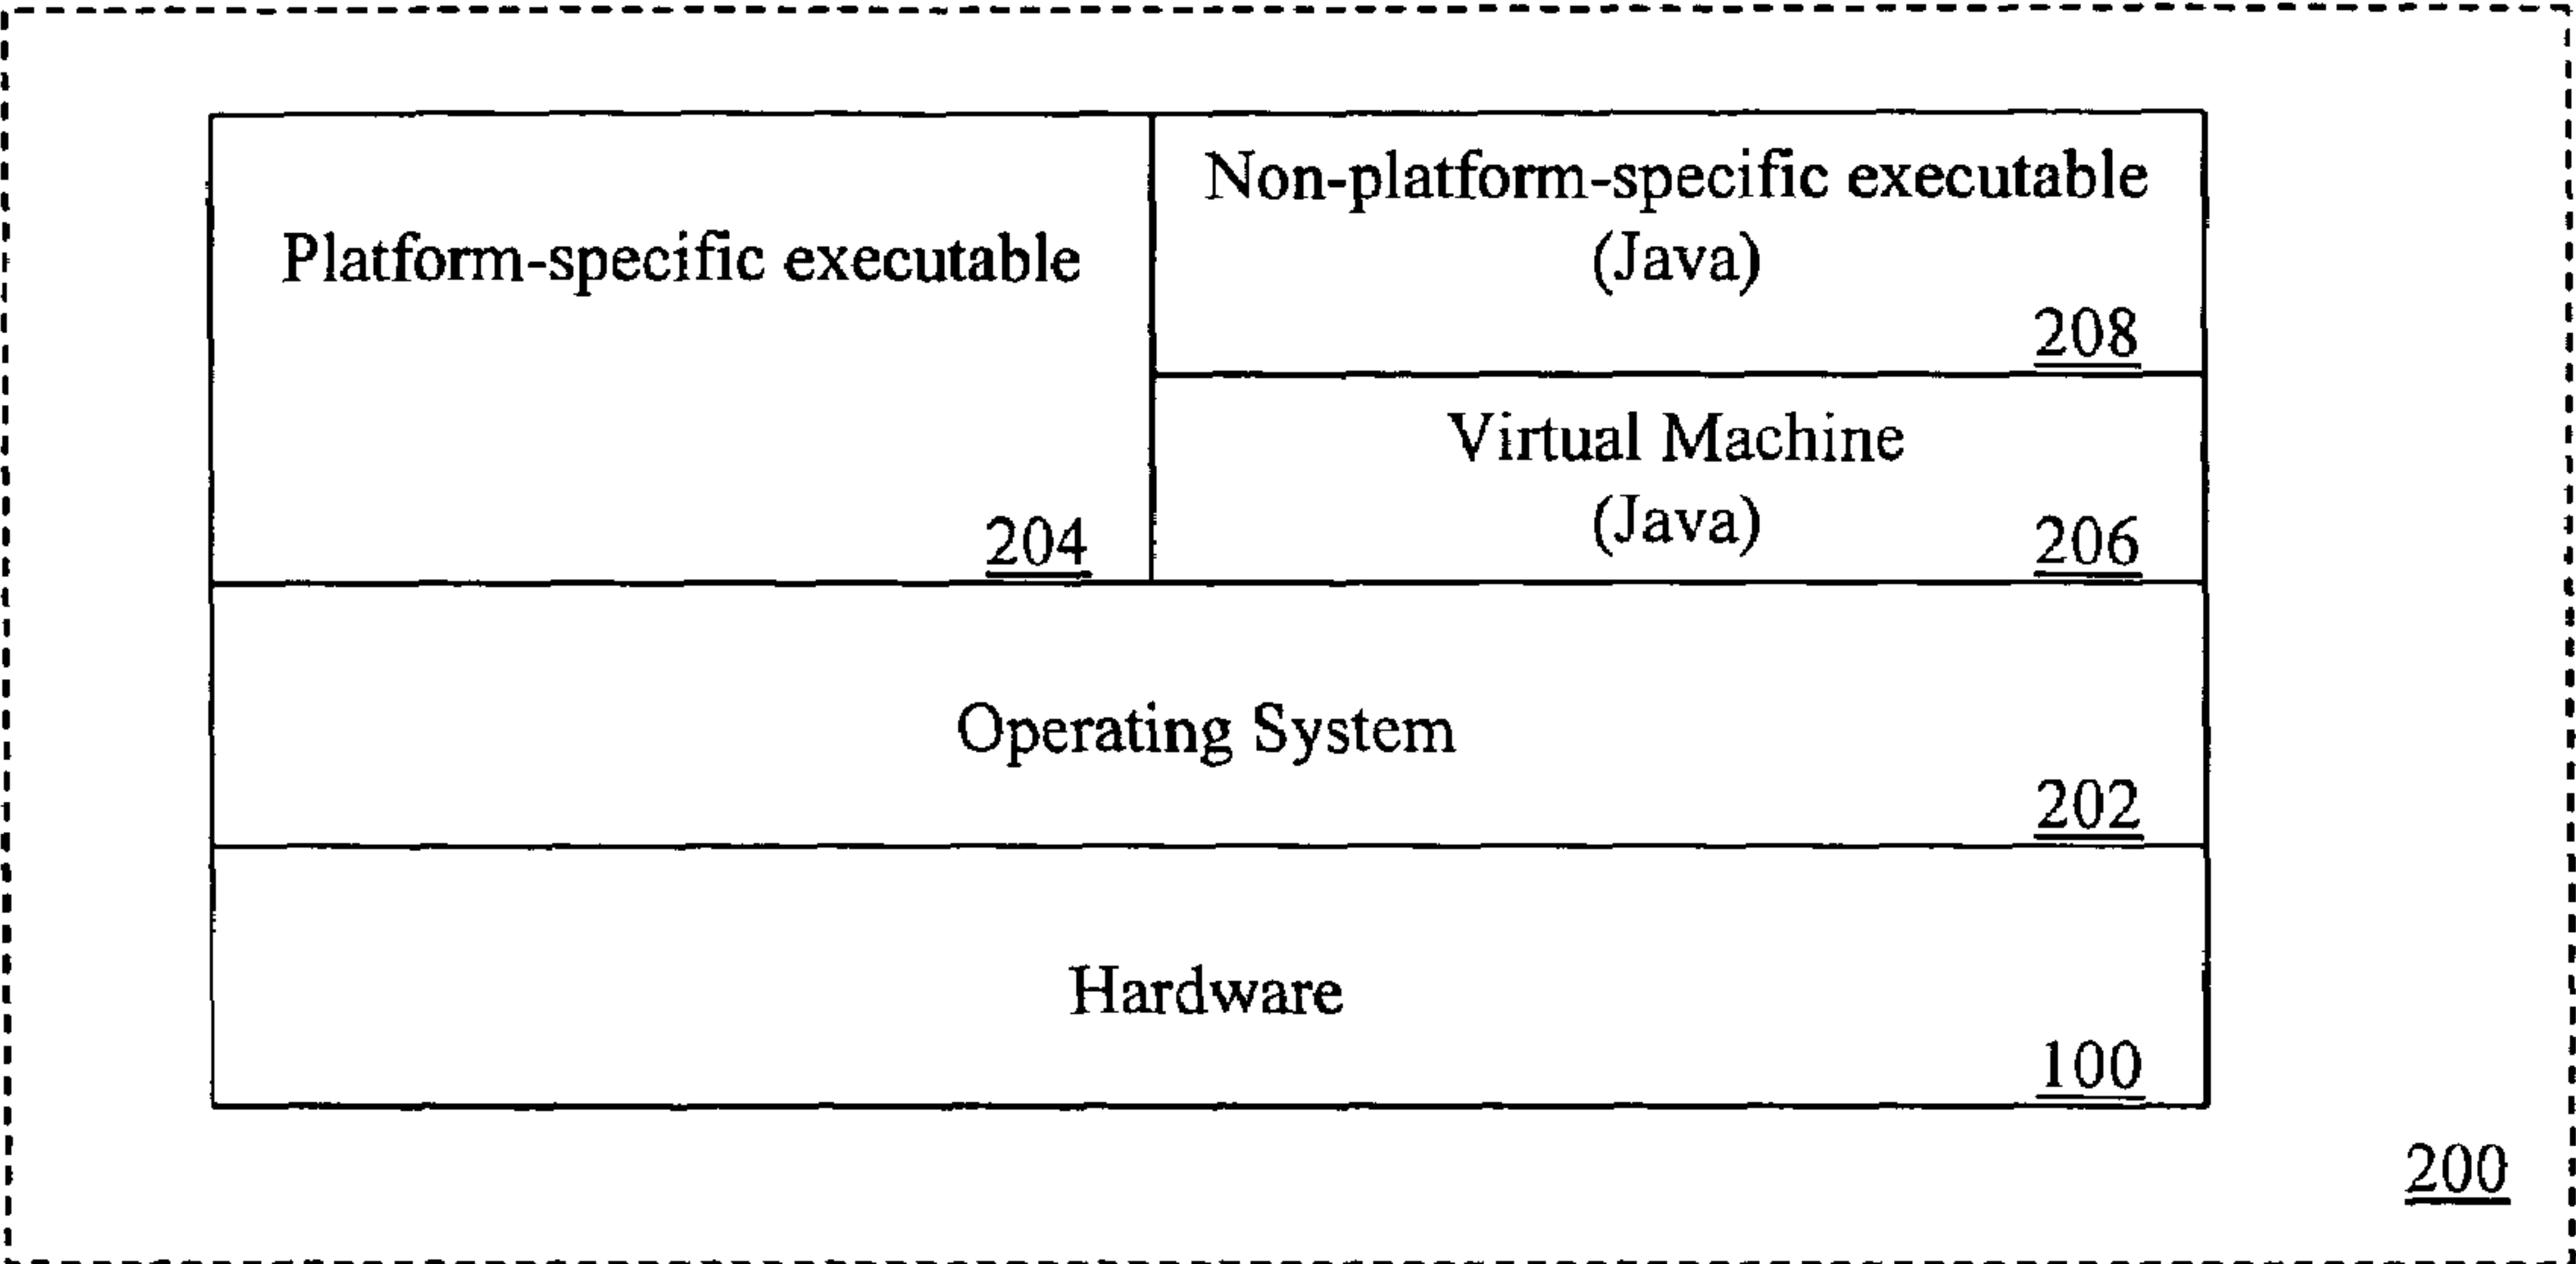 Platform-specific executable
204
Non-platform-specific executable
(Java)
208
Virtual Machine
(Java)
206
Operating System
202
Hardware
100
200